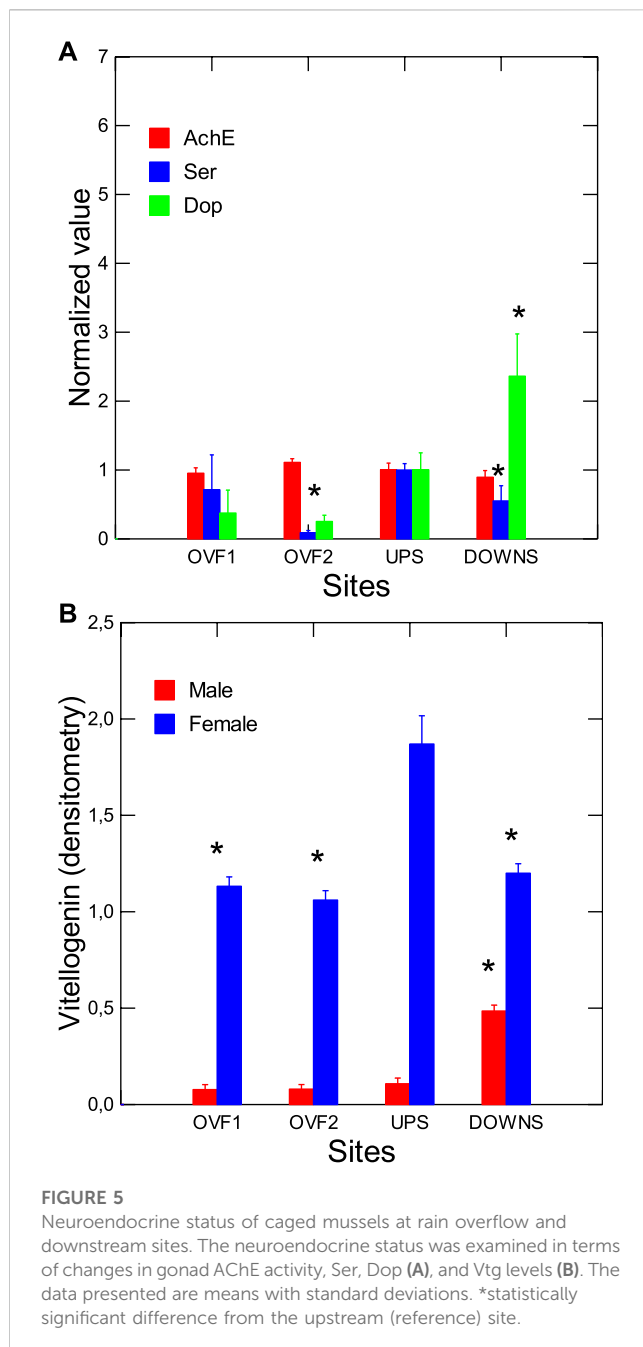 A
7
6
5
4
3
2
1
0
Normalized value
AchE
Ser
Dop
*
*
*
OVF1 OVF2 UPS DOWNS
Sites
B
2,5
2,0
1,5
1,0
0,5
0,0
Vitellogenin (densitometry)
Male
Female
*
*
*
*
OVF1 OVF2 UPS DOWNS
Sites
FIGURE 5
Neuroendocrine status of caged mussels at rain overflow and
downstream sites. The neuroendocrine status was examined in terms
of changes in gonad AChE activity, Ser, Dop (A), and Vtg levels (B). The
data presented are means with standard deviations. *statistically
significant difference from the upstream (reference) site.